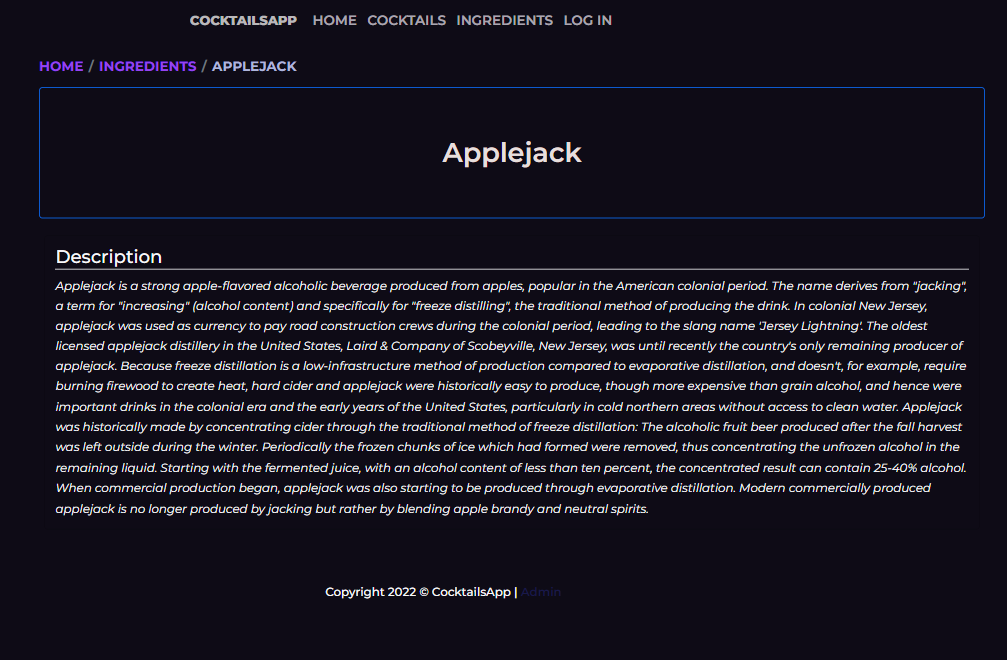 COCKTAILSAPP HOME COCKTAILS INGREDIENTS LOG IN
HOME / INGREDIENTS / APPLEJACK
Applejack
Description
Applejack is a strong apple-flavored alcoholic beverage produced from apples, popular in the American colonial period. The name derives from "jacking",
a term for "increasing" (alcohol content) and specifically for "freeze distilling", the traditional method of producing the drink. In colonial New Jersey,
applejack was used as currency to pay road construction crews during the colonial period, leading to the slang name 'Jersey Lightning'. The oldest
licensed applejack distillery in the United States, Laird & Company of Scobeyville, New Jersey, was until recently the country's only remaining producer of
applejack. Because freeze distillation is a low-infrastructure method of production compared to evaporative distillation, and doesn't, for example, require
burning firewood to create heat, hard cider and applejack were historically easy to produce, though more expensive than grain alcohol, and hence were
important drinks in the colonial era and the early years of the United States, particularly in cold northern areas without access to clean water. Applejack
was historically made by concentrating cider through the traditional method of freeze distillation: The alcoholic fruit beer produced after the fall harvest
was left outside during the winter. Periodically the frozen chunks of ice which had formed were removed, thus concentrating the unfrozen alcohol in the
remaining liquid. Starting with the fermented juice, with an alcohol content of less than ten percent, the concentrated result can contain 25-40% alcohol.
When commercial production began, applejack was also starting to be produced through evaporative distillation. Modern commercially produced
applejack is no longer produced by jacking but rather by blending apple brandy and neutral spirits.
Copyright 2022 © CocktailsApp | Admin